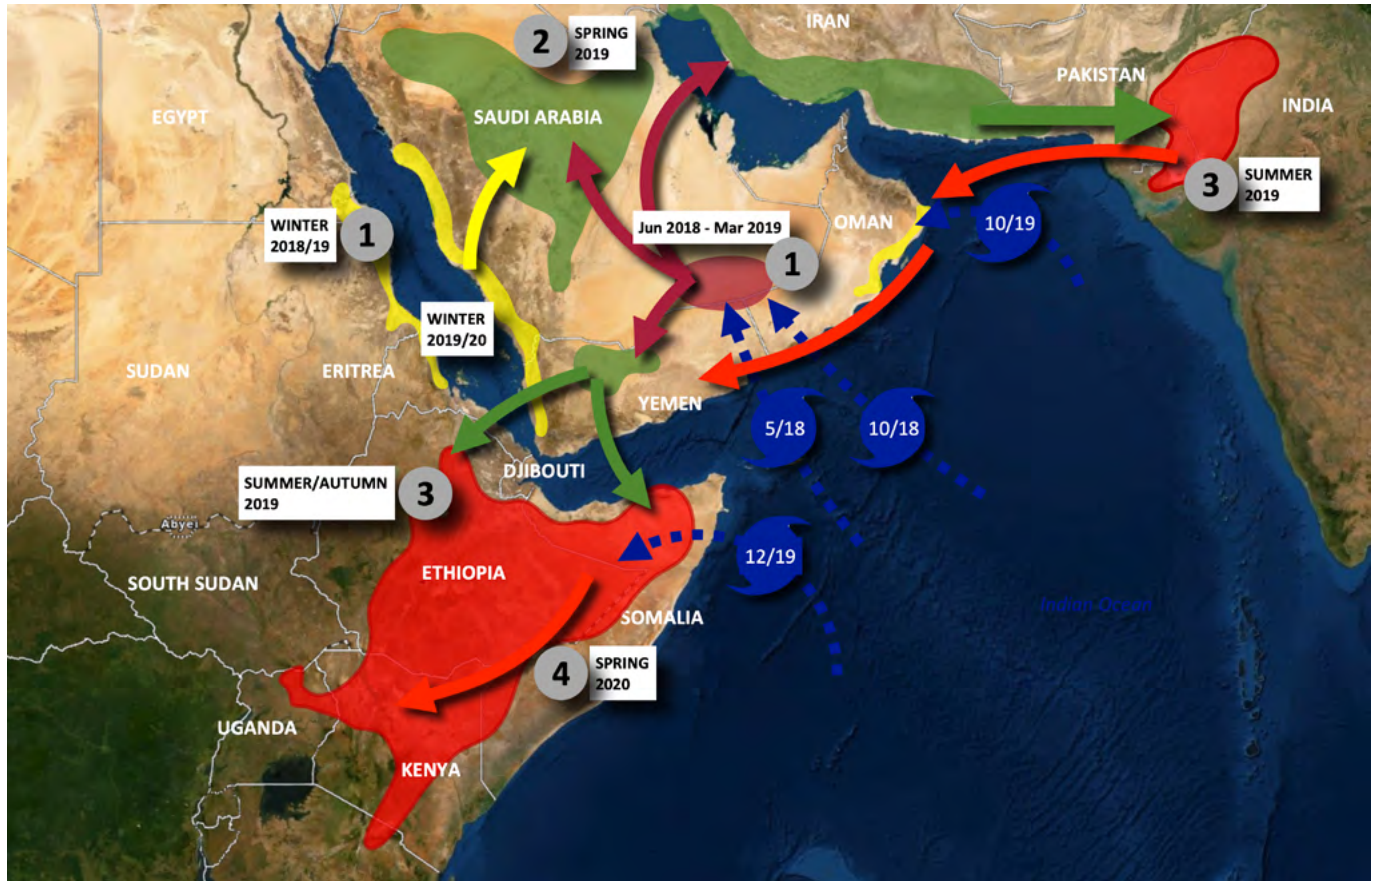 IRAN
2
SPRING
2019
PAKISTAN
INDIA
EGYPT
SAUDI ARABIA
3
SUMMER
2019
WINTER
2018/19
1
Jun 2018 - Mar 2019
1
OMAN
10/19
WINTER
2019/20
SUDAN
ERITREA
YEMEN
5/18
10/18
DJIBOUTI
SUMMER/AUTUMN
2019
3
Abyei
12/19
ETHIOPIA
SOUTH SUDAN
SOMALIA
Indian Ocean
4
SPRING
2020
UGANDA
KENYA